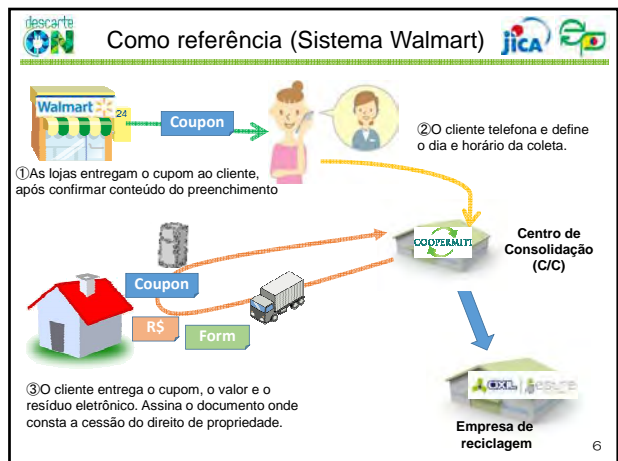 descarte
ON
Como referência (Sistema Walmart)
jICA
Walmart
24
Coupon
②O cliente telefona e define
o dia e horário da coleta.
①As lojas entregam o cupom ao cliente,
após confirmar conteúdo do preenchimento
COOPERMITI
Centro de
Consolidação
(C/C)
Coupon
R$
Form
③O cliente entrega o cupom, o valor e o
resíduo eletrônico. Assina o documento onde
consta a cessão do direito de propriedade.
Empresa de
reciclagem
6